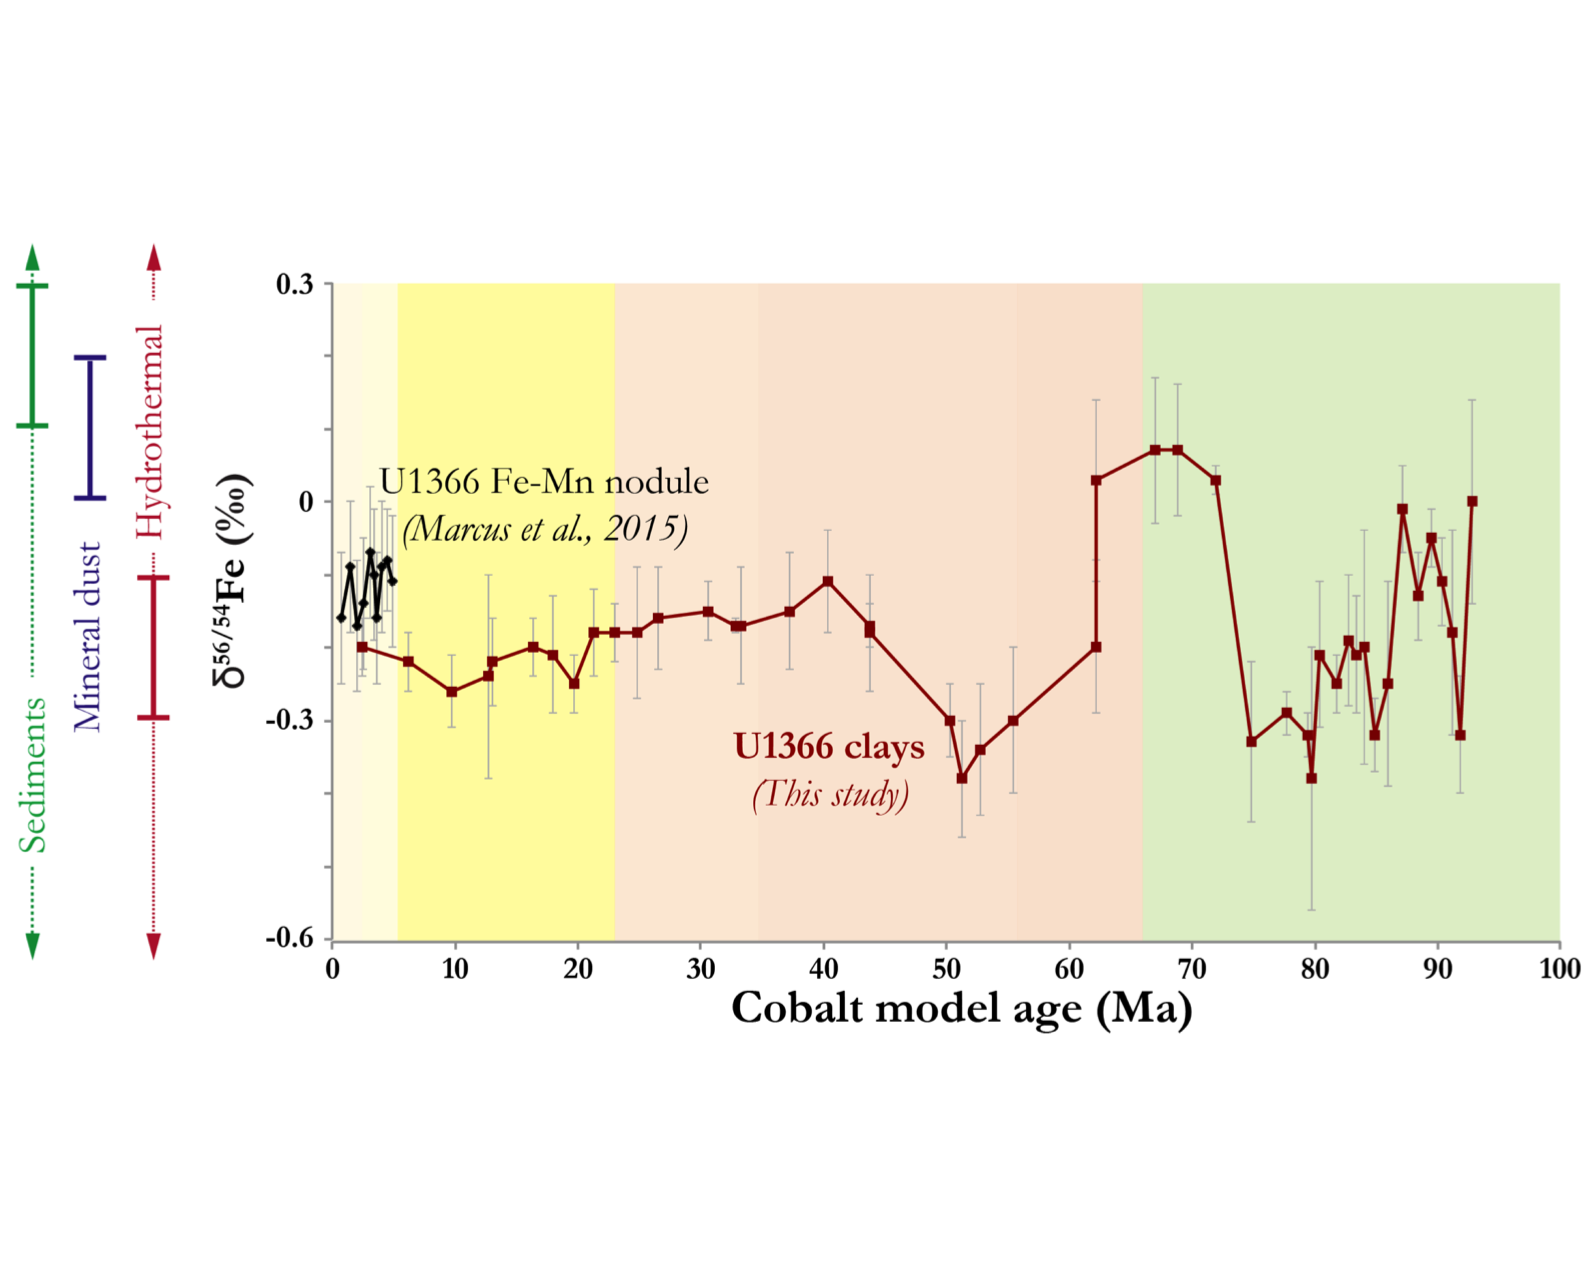 Sediments
Mineral dust
Hydrothermal
δ56/54Fe (‰)
0.3
0
-0.3
-0.6
U1366 Fe-Mn nodule
(Marcus et al., 2015)
U1366 clays
(This study)
0 10 20 30 40 50 60 70 80 90 100
Cobalt model age (Ma)